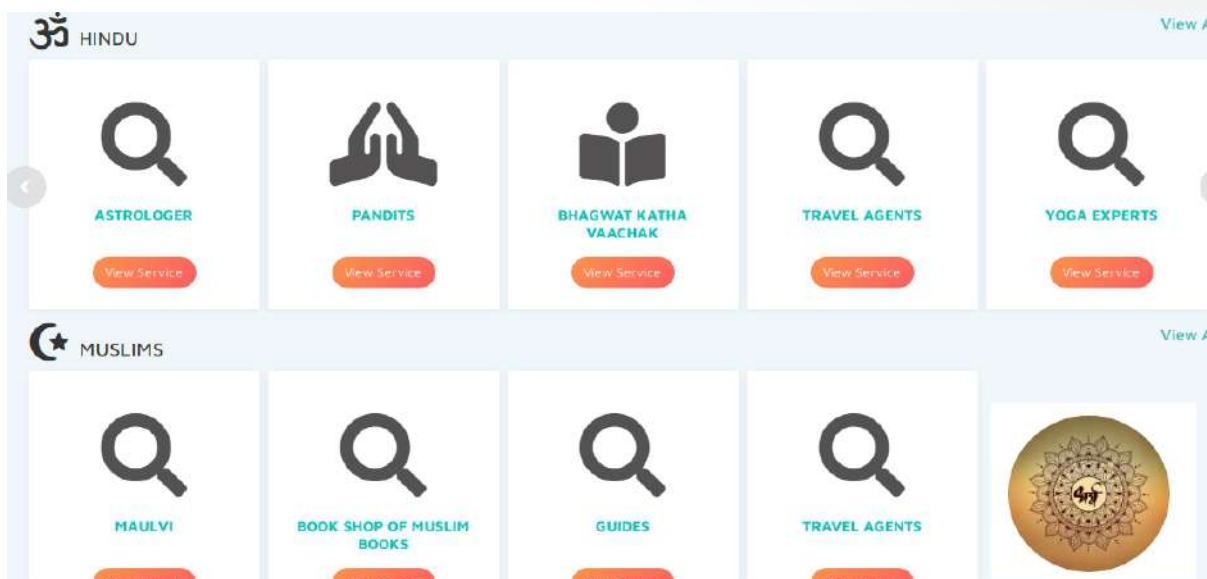 ॐ HINDU
View A
ASTROLOGER
PANDITS
BHAGWAT KATHA
VAACHAK
TRAVEL AGENTS
YOGA EXPERTS
View Service
View Service
View Service
View Service
View Service
MUSLIMS
View A
MAULVI
BOOK SHOP OF MUSLIM
BOOKS
GUIDES
TRAVEL AGENTS